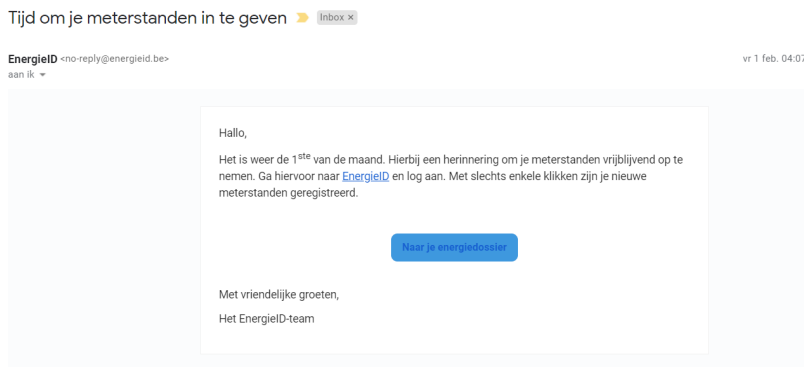 Tijd om je meterstanden in te geven Inbox ×
EnergieID <no-reply@energieid.be> vr 1 feb. 04:07
aan ik
Hallo,
Het is weer de 1ste van de maand. Hierbij een herinnering om je meterstanden vrijblijvend op te
nemen. Ga hiervoor naar EnergieID en log aan. Met slechts enkele klikken zijn je nieuwe
meterstanden geregistreerd.
Naar je energiedossier
Met vriendelijke groeten,
Het EnergieID-team